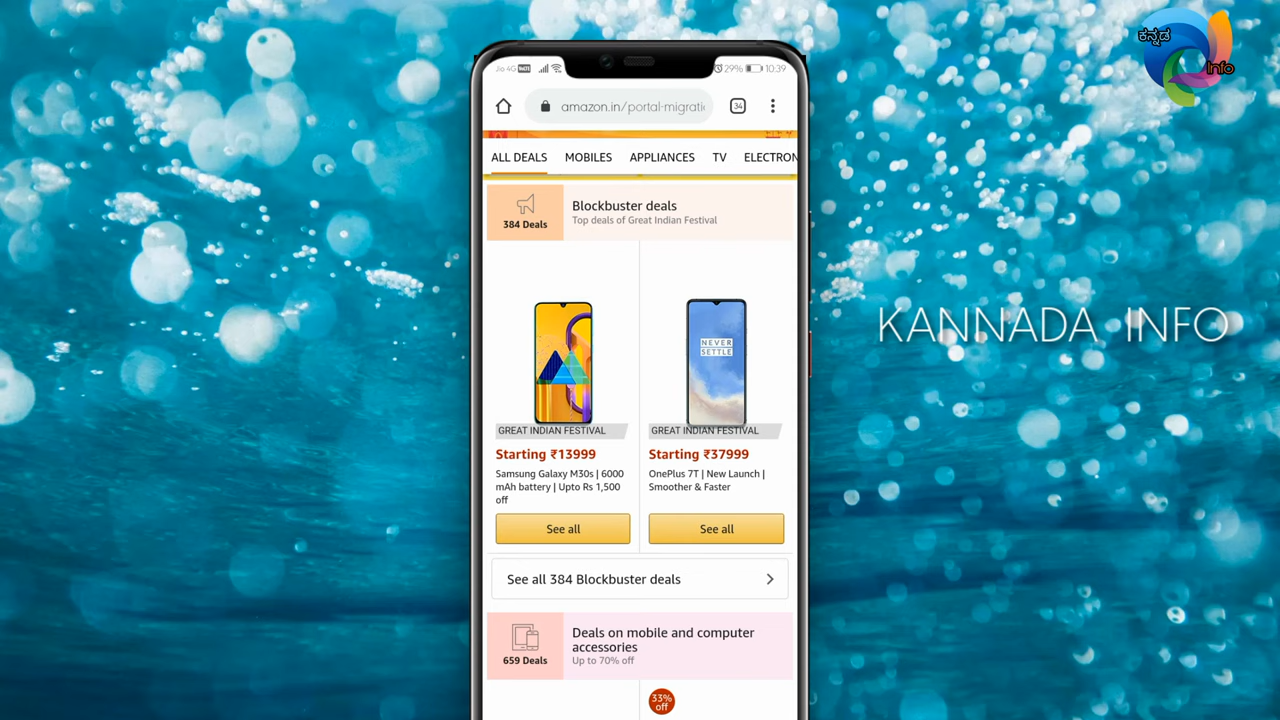 ಕನ್ನಡ
Info
Jio 4G VoLTE
29% 10:39
amazon.in/portal-migrati
34
ALL DEALS MOBILES APPLIANCES TV ELECTRON
384 Deals
Blockbuster deals
Top deals of Great Indian Festival
KANNADA INFO
NEVER
SETTLE
GREAT INDIAN FESTIVAL
Starting ₹13999
Samsung Galaxy M30s | 6000
mAh battery | Upto Rs 1,500
off
See all
GREAT INDIAN FESTIVAL
Starting ₹37999
OnePlus 7T | New Launch |
Smoother & Faster
See all
See all 384 Blockbuster deals
659 Deals
Deals on mobile and computer
accessories
Up to 70% off
33%
off